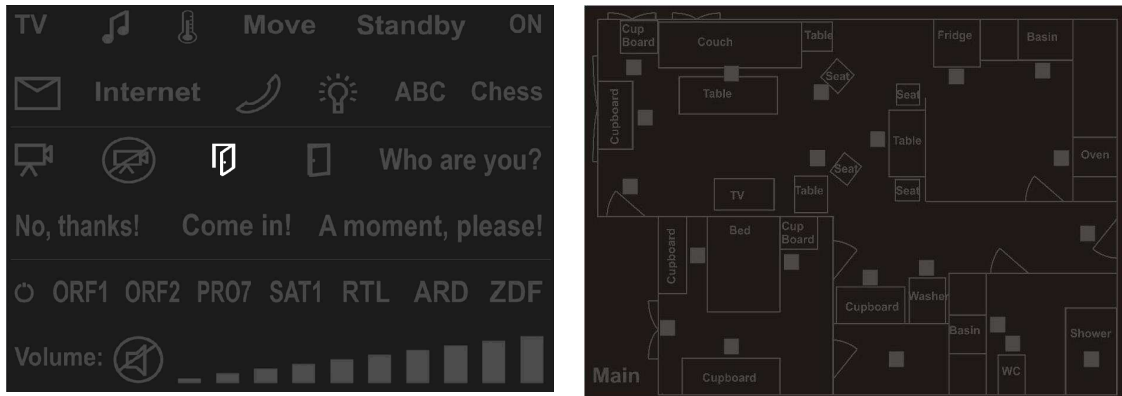 TV Move Standby ON
Internet ABC Chess
Who are you?
No, thanks! Come in! A moment, please!
ORF1 ORF2 PRO7 SAT1 RTL ARD ZDF
Volume:
Cup Board
Couch
Table
Fridge
Basin
Seat
Cupboard
Table
Seat
Table
Oven
Seat
Seat
TV
Table
Cupboard
Bed
Cup Board
Cupboard
Washer
Basin
Shower
WC
Main
Cupboard